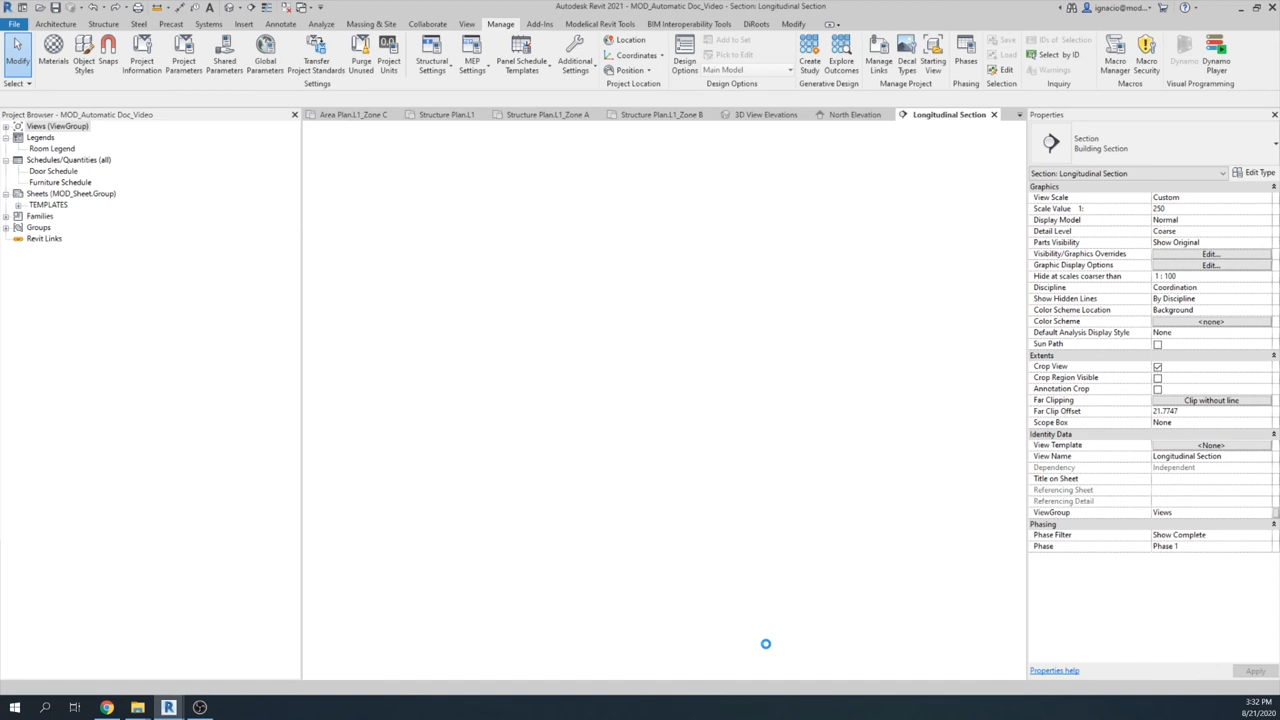 Autodesk Revit 2021 - MOD_Automatic Doc_Video - Section: Longitudinal Section
ignacio@mod...
File Architecture Structure Steel Precast Systems Insert Annotate Analyze Massing & Site Collaborate View Manage Add-Ins Modelical Revit Tools BIM Interoperability Tools DiRoots Modify
Modify
Materials
Object Styles
Snaps
Project Information
Project Parameters
Shared Parameters
Global Parameters
Transfer Project Standards
Purge Unused
Project Units
Structural Settings
MEP Settings
Panel Schedule Templates
Additional Settings
Location
Coordinates
Position
Design Options
Add to Set
Pick to Edit
Main Model
Create Study
Explore Outcomes
Manage Links
Decal Types
Starting View
Phases
Save
Load
Edit
IDs of Selection
Select by ID
Warnings
Macro Manager
Macro Security
Dynamo
Dynamo Player
Select Settings Project Location Design Options Generative Design Manage Project Phasing Selection Inquiry Macros Visual Programming
Project Browser - MOD_Automatic Doc_Video
Views (ViewGroup)
Legends
Room Legend
Schedules/Quantities (all)
Door Schedule
Furniture Schedule
Sheets (MOD_Sheet.Group)
TEMPLATES
Families
Groups
Revit Links
Area Plan.L1_Zone C Structure Plan.L1 Structure Plan.L1_Zone A Structure Plan.L1_Zone B 3D View Elevations North Elevation Longitudinal Section
Properties
Section
Building Section
Section: Longitudinal Section Edit Type
Graphics
View Scale Custom
Scale Value 1: 250
Display Model Normal
Detail Level Coarse
Parts Visibility Show Original
Visibility/Graphics Overrides Edit...
Graphic Display Options Edit...
Hide at scales coarser than 1 : 100
Discipline Coordination
Show Hidden Lines By Discipline
Color Scheme Location Background
Color Scheme <none>
Default Analysis Display Style None
Sun Path
Extents
Crop View
Crop Region Visible
Annotation Crop
Far Clipping Clip without line
Far Clip Offset 21.7747
Scope Box None
Identity Data
View Template <None>
View Name Longitudinal Section
Dependency Independent
Title on Sheet
Referencing Sheet
Referencing Detail
ViewGroup Views
Phasing
Phase Filter Show Complete
Phase Phase 1
Properties help Apply
3:32 PM
8/21/2020